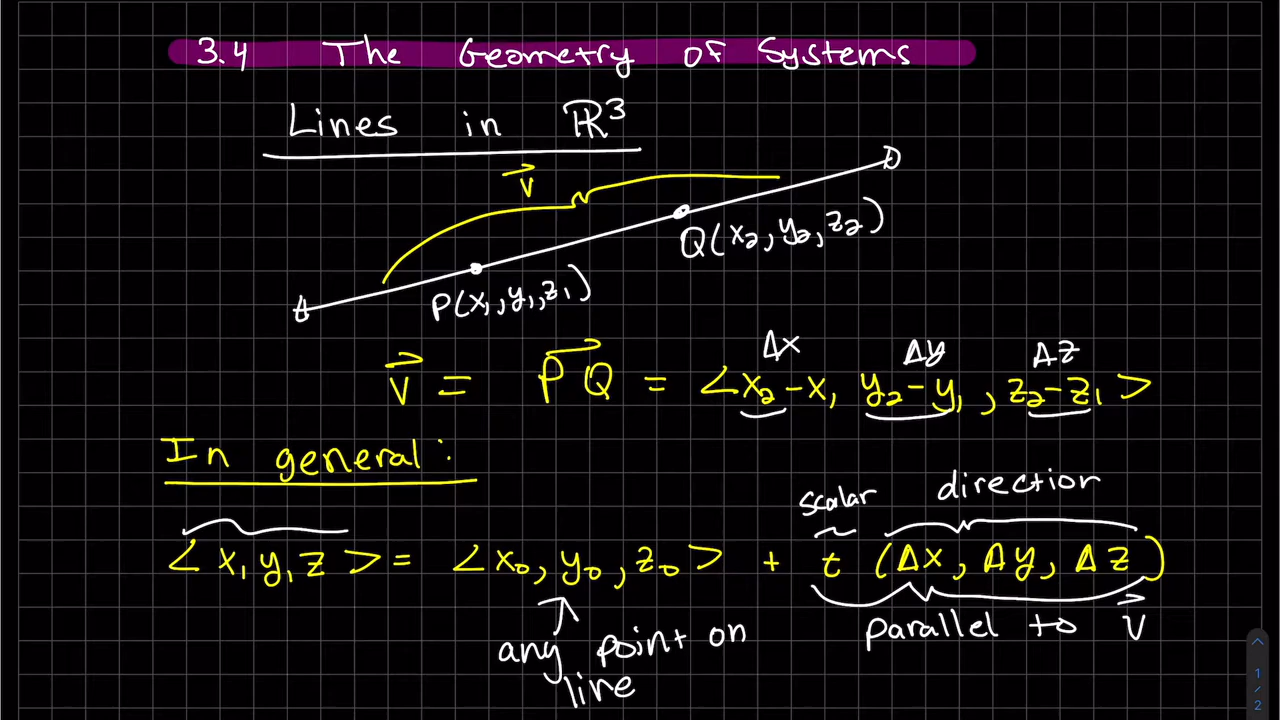 3.4 The Geometry of Systems
Lines in ℝ³
v⃗
Q(x₂, y₂, z₂)
P(x₁, y₁, z₁)
Δx Δy Δz
v⃗ = P⃗Q⃗ = <x₂-x, y₂-y₁, z₂-z₁>
In general:
scalar direction
<x, y, z> = <x₀, y₀, z₀> + t (Δx, Δy, Δz)
parallel to v⃗
any point on
line
1
/
2